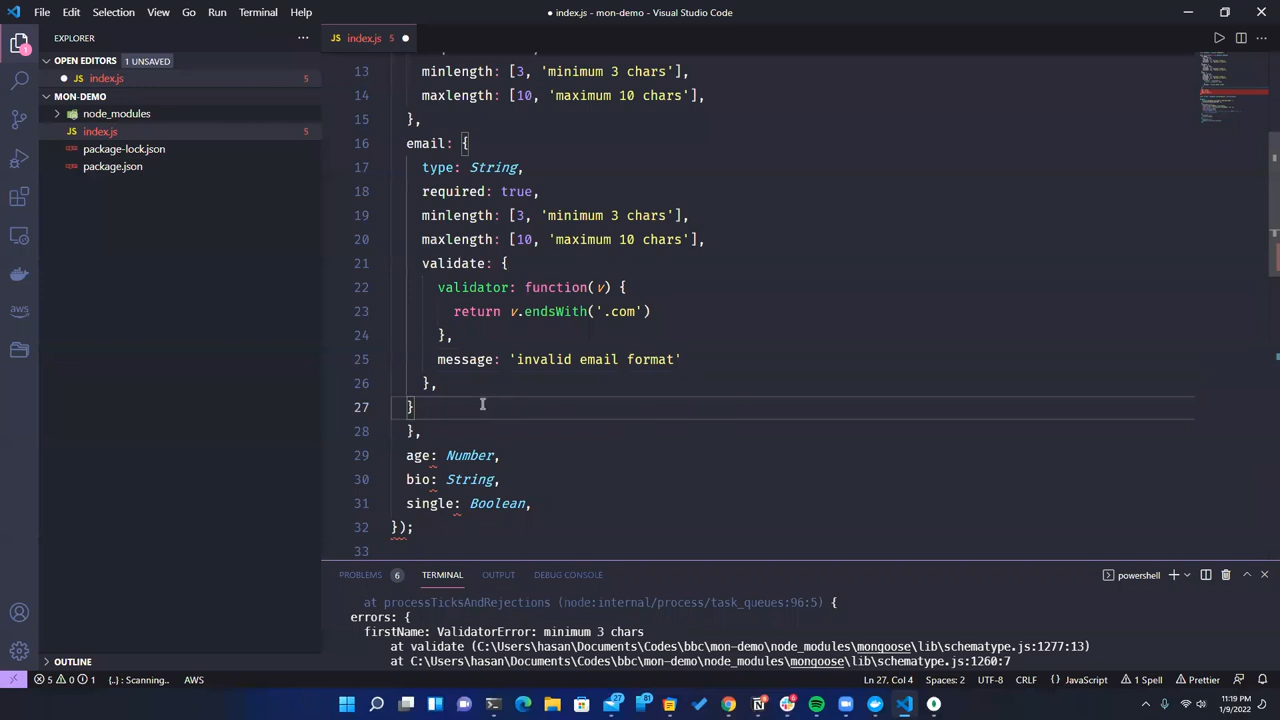 File Edit Selection View Go Run Terminal Help
● index.js - mon-demo - Visual Studio Code
EXPLORER
···
JS index.js 5 ●
1
OPEN EDITORS 1 UNSAVED
● JS index.js 5
MON-DEMO
node_modules
JS index.js 5
package-lock.json
package.json
13 minlength: [3, 'minimum 3 chars'],
14 maxlength: [10, 'maximum 10 chars'],
15 },
16 email: {
17 type: String,
18 required: true,
19 minlength: [3, 'minimum 3 chars'],
20 maxlength: [10, 'maximum 10 chars'],
21 validate: {
22 validator: function(v) {
23 return v.endsWith('.com')
24 },
25 message: 'invalid email format'
26 },
27 }
28 },
29 age: Number,
30 bio: String,
31 single: Boolean,
32 });
33
aws
PROBLEMS 6 TERMINAL OUTPUT DEBUG CONSOLE
powershell
at processTicksAndRejections (node:internal/process/task_queues:96:5) {
errors: {
firstName: ValidatorError: minimum 3 chars
at validate (C:\Users\hasan\Documents\Codes\bbc\mon-demo\node_modules\mongoose\lib\schematype.js:1277:13)
at C:\Users\hasan\Documents\Codes\bbc\mon-demo\node_modules\mongoose\lib\schematype.js:1260:7
OUTLINE
5 0 1 {..}: Scanning... AWS
Ln 27, Col 4 Spaces: 2 UTF-8 CRLF {} JavaScript 1 Spell Prettier
27
81
11:19 PM
1/9/2022